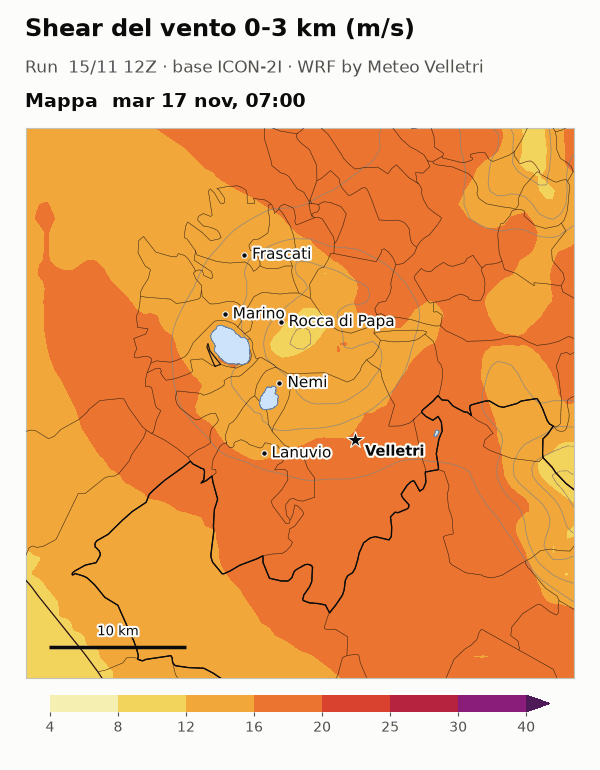 Shear del vento 0-3 km (m/s)
Run  15/11 12Z · base ICON-2I · WRF by Meteo Velletri
Mappa  mar 17 nov, 07:00
Frascati
Marino
Rocca di Papa
Nemi
Velletri
Lanuvio
10 km
4 8 12 16 20 25 30 40